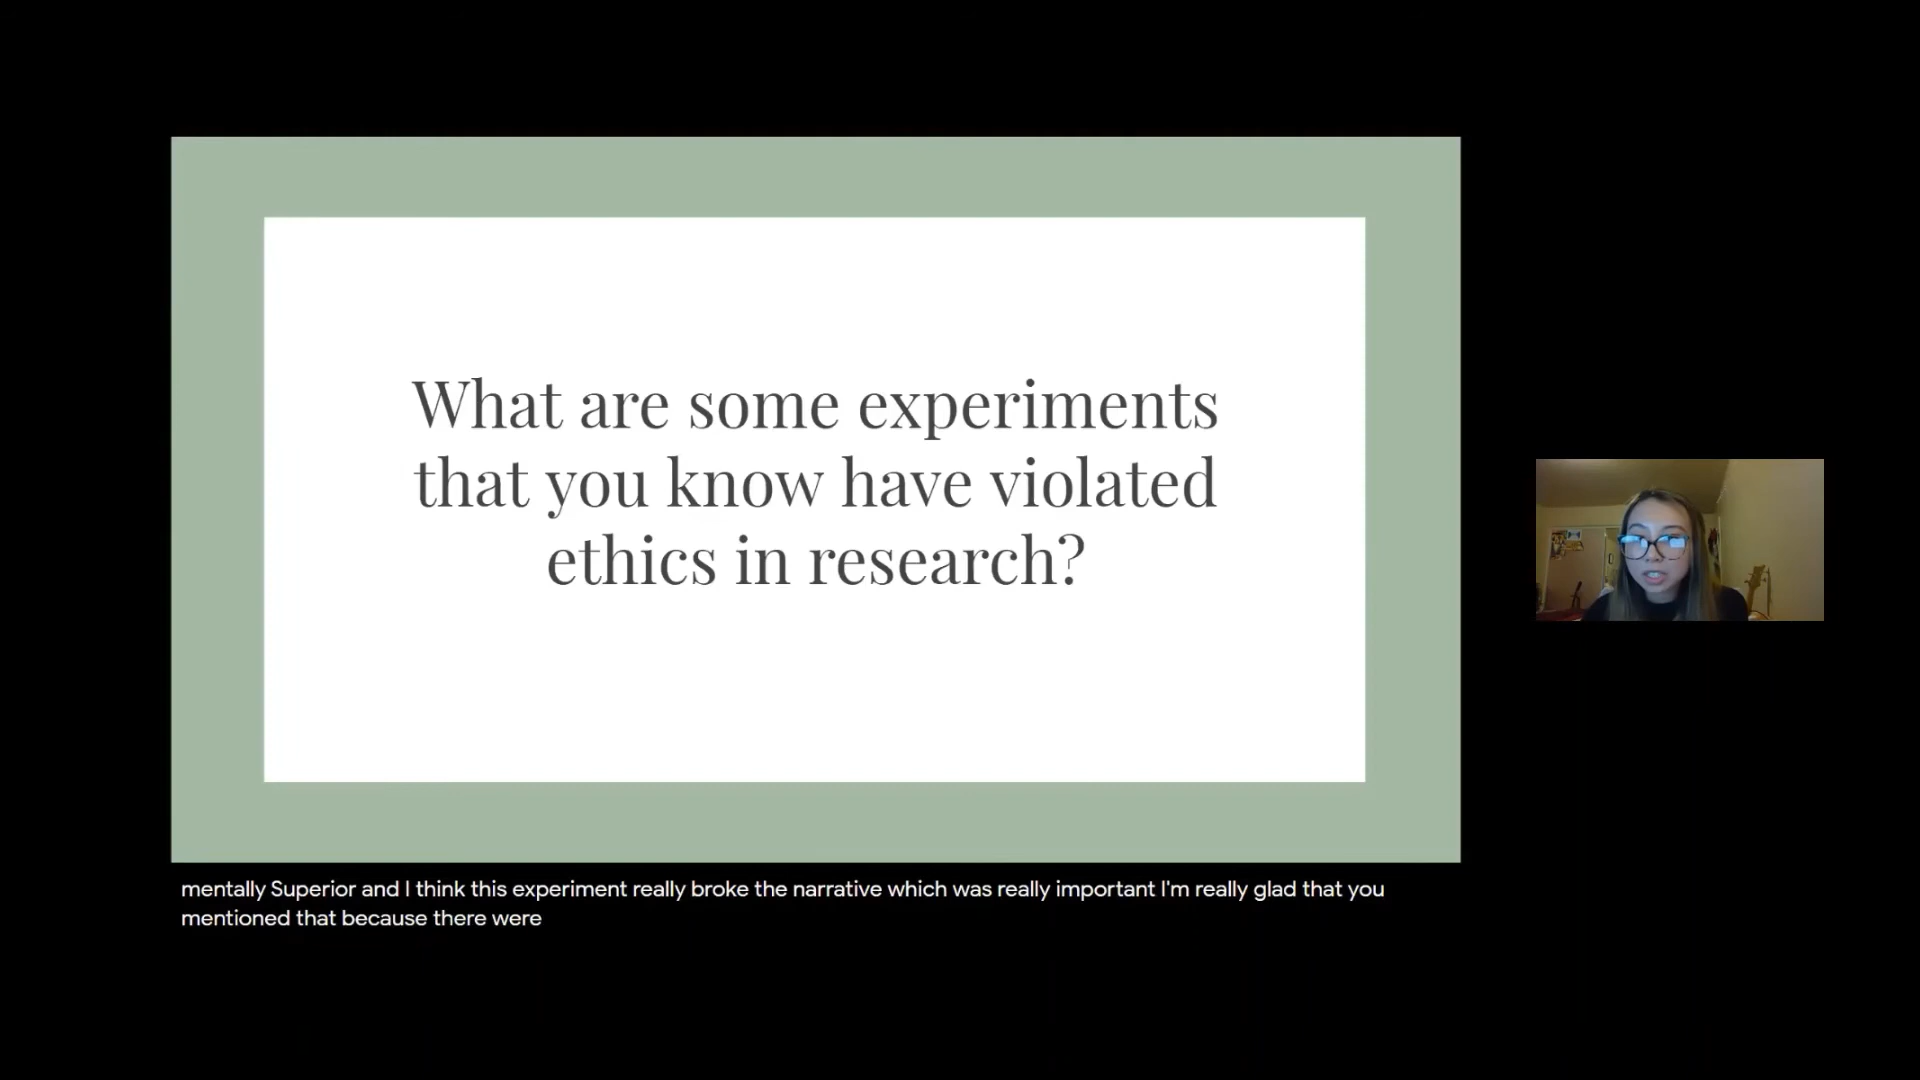 What are some experiments
that you know have violated
ethics in research?
mentally Superior and I think this experiment really broke the narrative which was really important I'm really glad that you
mentioned that because there were